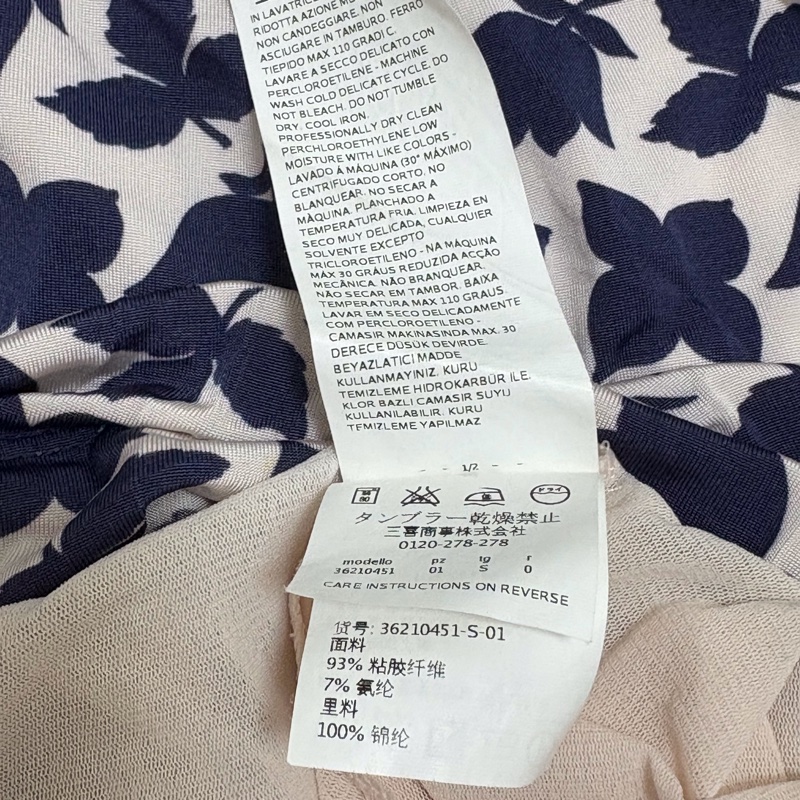 IN LAVATRICE
RIDOTTA AZIONE
NON CANDEGGIARE. NON
ASCIUGARE IN TAMBURO. FERRO
TIEPIDO MAX 110 GRADI C.
LAVARE A SECCO DELICATO CON
PERCLOROETILENE - MACHINE
WASH COLD DELICATE CYCLE. DO
NOT BLEACH. DO NOT TUMBLE
DRY. COOL IRON.
PROFESSIONALLY DRY CLEAN
PERCHLOROETHYLENE LOW
MOISTURE WITH LIKE COLORS -
LAVADO Á MÁQUINA (30° MÁXIMO)
CENTRIFUGADO CORTO. NO
BLANQUEAR. NO SECAR A
MÁQUINA. PLANCHADO A
TEMPERATURA FRIA. LIMPIEZA EN
SECO MUY DELICADA, CUALQUIER
SOLVENTE EXCEPTO
TRICLOROETILENO - NA MÁQUINA
MÁX 30 GRÁUS REDUZIDA ACÇÃO
MECÂNICA. NÃO BRANQUEAR.
NÃO SECAR EM TAMBOR. BAIXA
TEMPERATURA MAX 110 GRAUS.
LAVAR EM SECO DELICADAMENTE
COM PERCLOROETILENO -
CAMASIR MAKINASINDA MAX. 30
DERECE DÜSÜK DEVIRDE.
BEYAZLATICI MADDE
KULLANMAYINIZ. KURU
TEMIZLEME HIDROKARBÜR ILE.
KLOR BAZLI CAMASIR SUYU
KULLANILABILIR. KURU
TEMIZLEME YAPILMAZ
1/2
ドライ
タンブラー乾燥禁止
三喜商事株式会社
0120-278-278
modello pz tg r
36210451 01 S 0
CARE INSTRUCTIONS ON REVERSE
货号: 36210451-S-01
面料
93% 粘胶纤维
7% 氨纶
里料
100% 锦纶